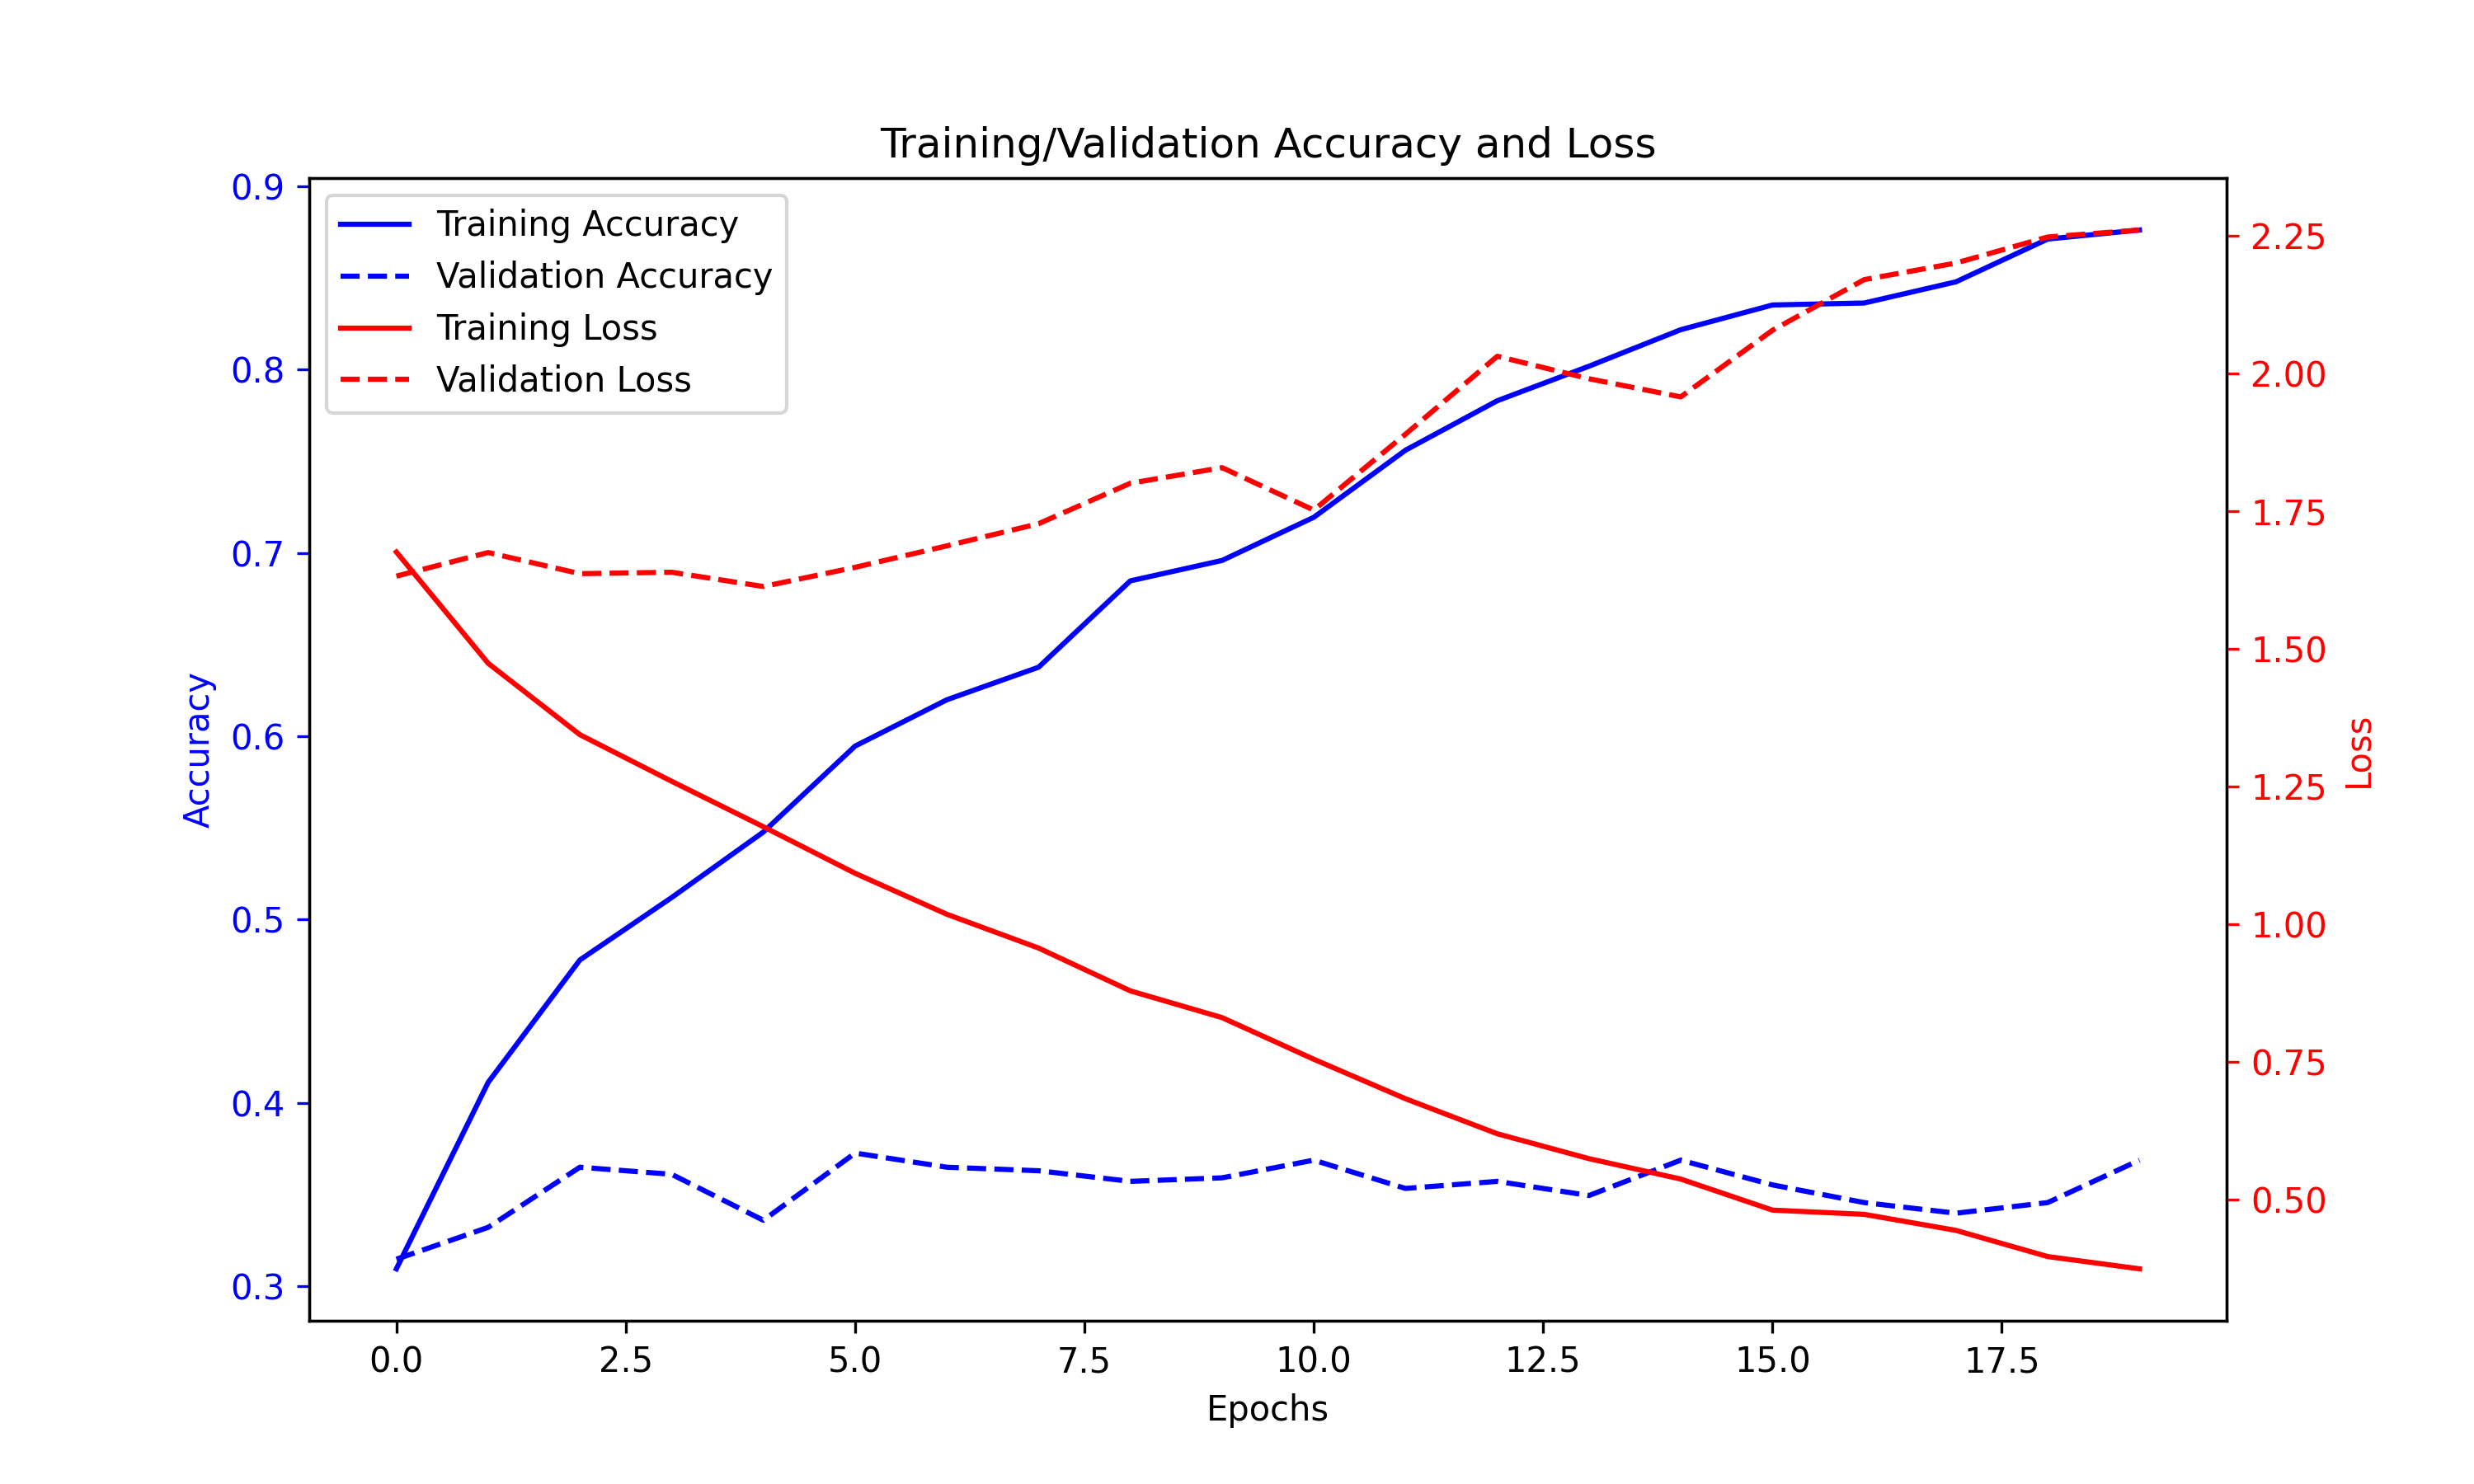 Training/Validation Accuracy and Loss
Training Accuracy
Validation Accuracy
Training Loss
Validation Loss
0.9
0.8
0.7
0.6
0.5
0.4
0.3
Accuracy
2.25
2.00
1.75
1.50
1.25
1.00
0.75
0.50
Loss
0.0 2.5 5.0 7.5 10.0 12.5 15.0 17.5
Epochs